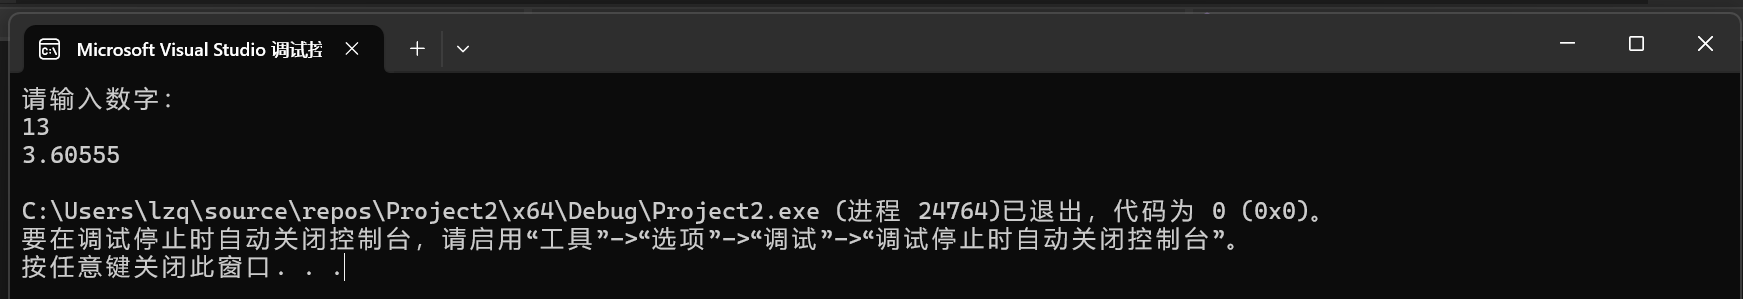 Microsoft Visual Studio 调试控
请输入数字：
13
3.60555
C:\Users\lzq\source\repos\Project2\x64\Debug\Project2.exe (进程 24764)已退出，代码为 0 (0x0)。
要在调试停止时自动关闭控制台，请启用“工具”->“选项”->“调试”->“调试停止时自动关闭控制台”。
按任意键关闭此窗口. . .